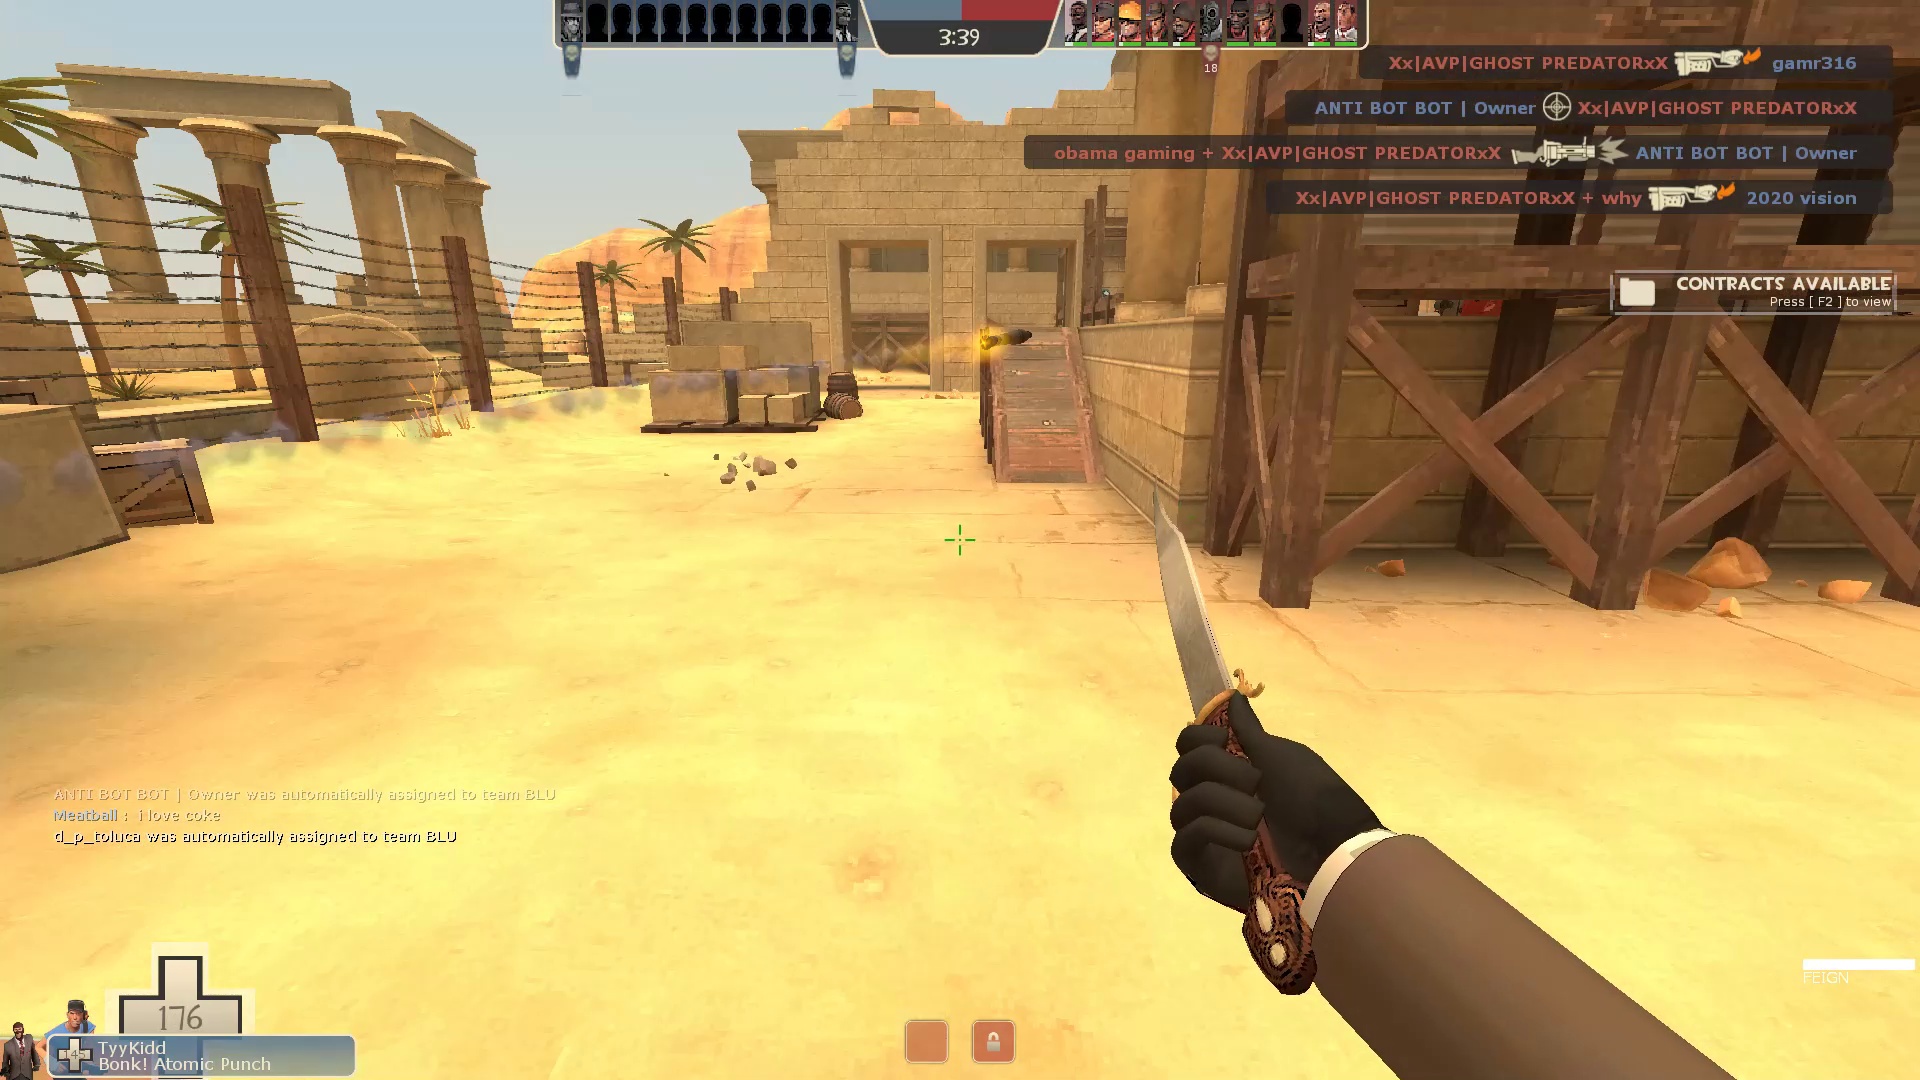 3:39
18
Xx|AVP|GHOST PREDATORxX gamr316
ANTI BOT BOT | Owner Xx|AVP|GHOST PREDATORxX
obama gaming + Xx|AVP|GHOST PREDATORxX ANTI BOT BOT | Owner
Xx|AVP|GHOST PREDATORxX + why 2020 vision
CONTRACTS AVAILABLE
Press [ F2 ] to view
ANTI BOT BOT | Owner was automatically assigned to team BLU
Meatball : i love coke
d_p_toluca was automatically assigned to team BLU
FEIGN
176
145
TyyKidd
Bonk! Atomic Punch